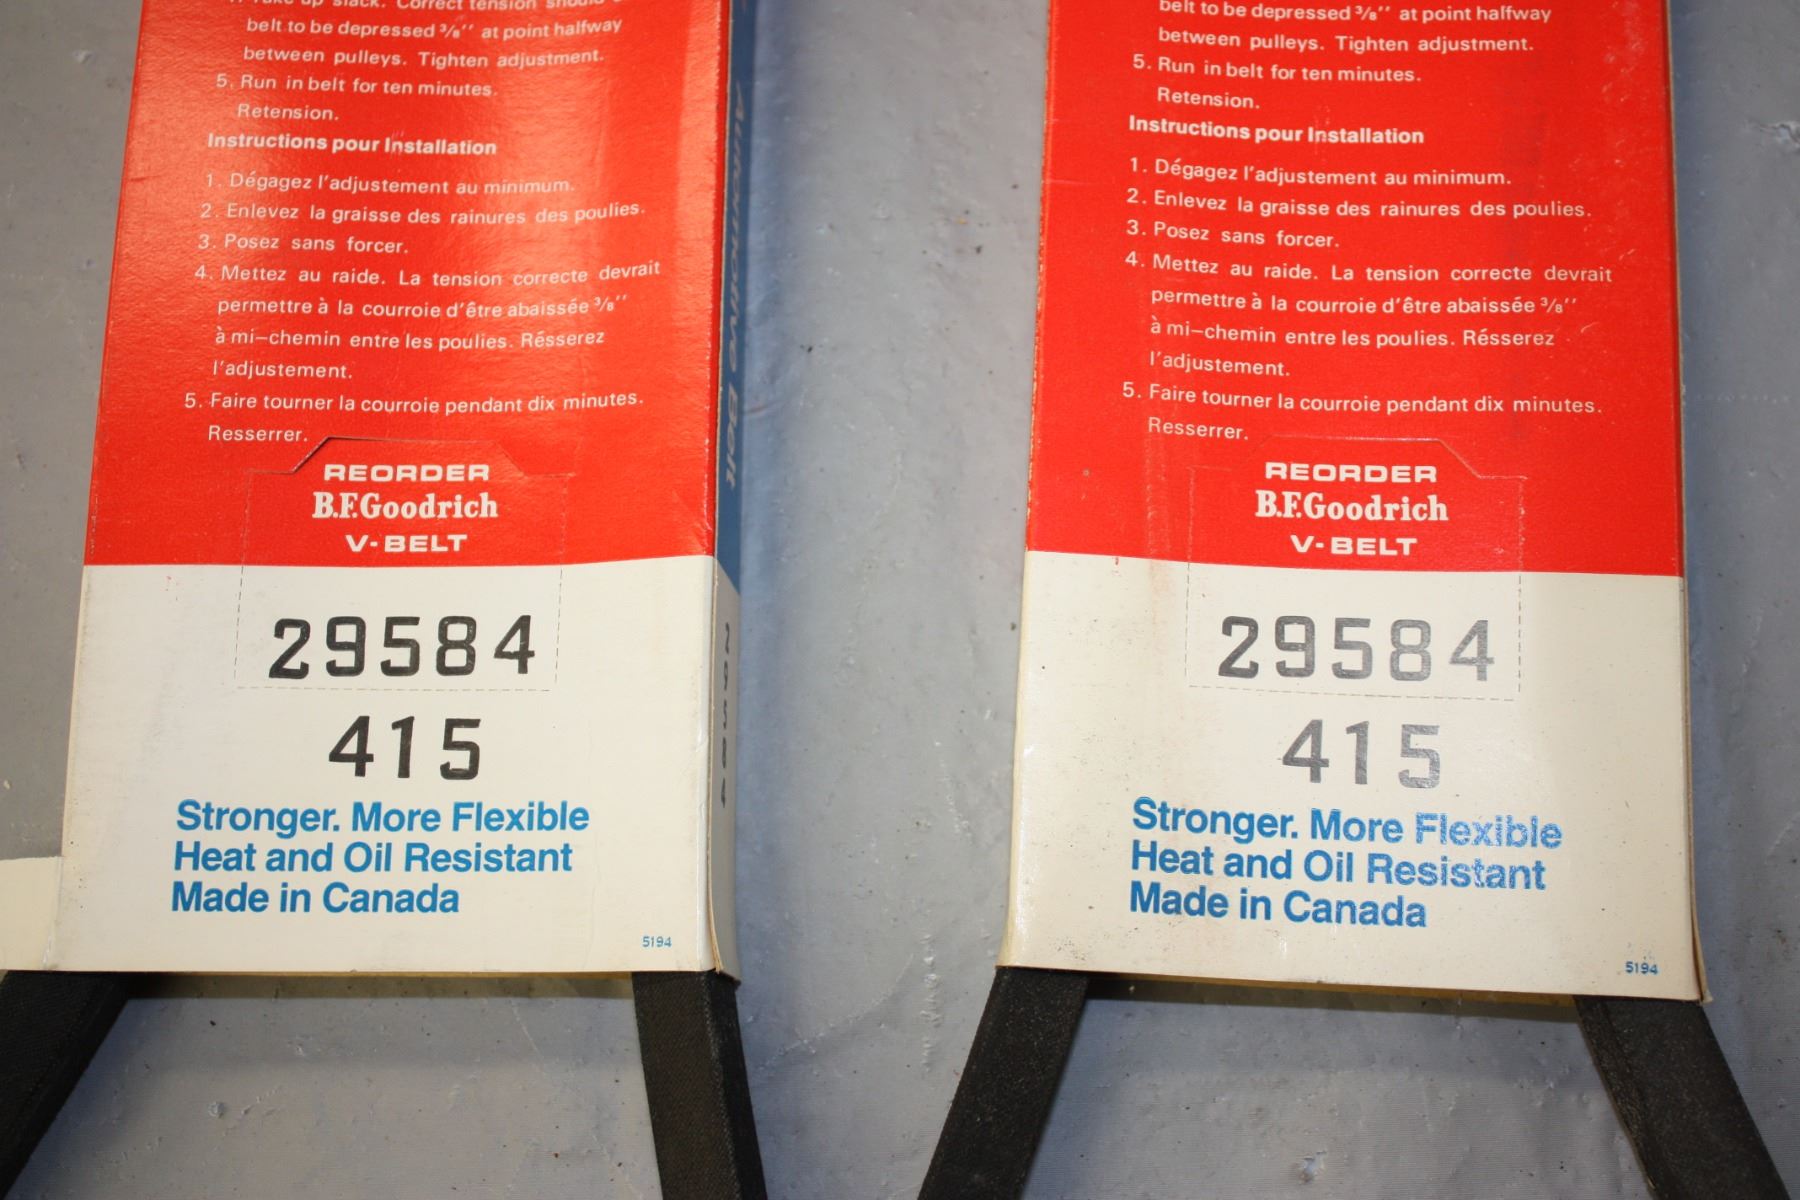 Take up slack. Correct tension should
belt to be depressed 3/8'' at point halfway
between pulleys. Tighten adjustment.
5. Run in belt for ten minutes.
Retension.
Instructions pour Installation
1. Dégagez l'adjustement au minimum.
2. Enlevez la graisse des rainures des poulies.
3. Posez sans forcer.
4. Mettez au raide. La tension correcte devrait
permettre à la courroie d'être abaissée 3/8''
à mi-chemin entre les poulies. Résserez
l'adjustement.
5. Faire tourner la courroie pendant dix minutes.
Resserrer.
REORDER
B.F.Goodrich
V-BELT
29584
415
Stronger. More Flexible
Heat and Oil Resistant
Made in Canada
5194
Automotive Belt
29584
belt to be depressed 3/8'' at point halfway
between pulleys. Tighten adjustment.
5. Run in belt for ten minutes.
Retension.
Instructions pour Installation
1. Dégagez l'adjustement au minimum.
2. Enlevez la graisse des rainures des poulies.
3. Posez sans forcer.
4. Mettez au raide. La tension correcte devrait
permettre à la courroie d'être abaissée 3/8''
à mi-chemin entre les poulies. Résserez
l'adjustement.
5. Faire tourner la courroie pendant dix minutes.
Resserrer.
REORDER
B.F.Goodrich
V-BELT
29584
415
Stronger. More Flexible
Heat and Oil Resistant
Made in Canada
5194